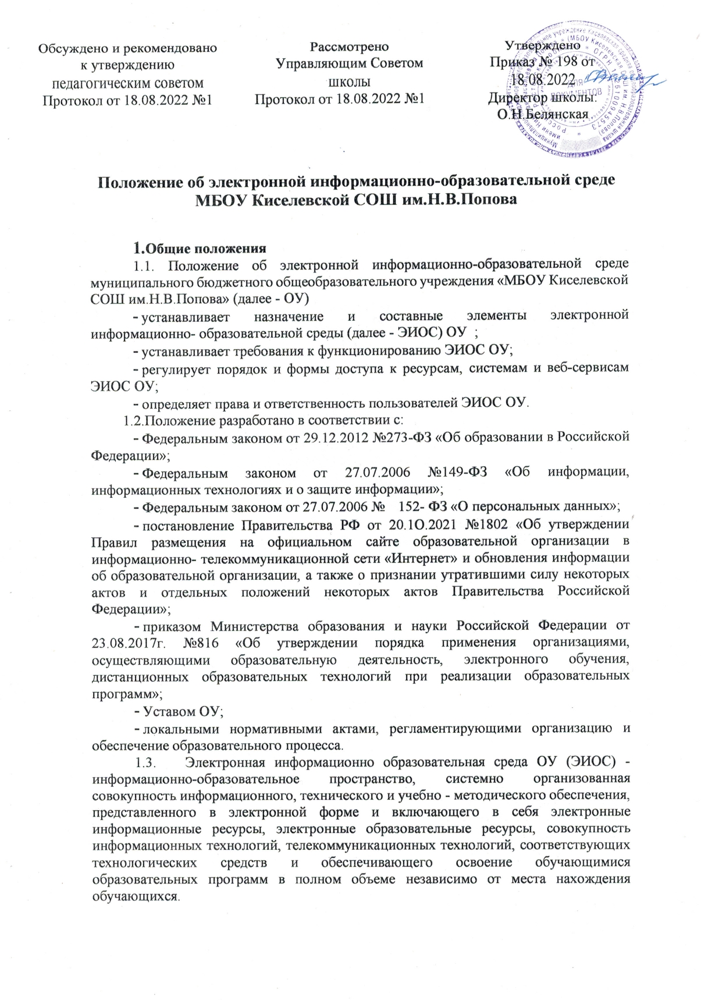 Обсуждено и рекомендовано
к утверждению
педагогическим советом
Протокол от 18.08.2022 №1
Рассмотрено
Управляющим Советом
школы
Протокол от 18.08.2022 №1
Утверждено
Приказ № 198 от
18.08.2022
Директор школы:
О.Н.Белянская
ДЛЯ
ДОКУМЕНТОВ
Положение об электронной информационно-образовательной среде
МБОУ Киселевской СОШ им.Н.В.Попова
1.Общие положения
1.1. Положение об электронной информационно-образовательной среде
муниципального бюджетного общеобразовательного учреждения «МБОУ Киселевской
СОШ им.Н.В.Попова» (далее - ОУ)
- устанавливает назначение и составные элементы электронной
информационно- образовательной среды (далее - ЭИОС) ОУ ;
- устанавливает требования к функционированию ЭИОС ОУ;
- регулирует порядок и формы доступа к ресурсам, системам и веб-сервисам
ЭИОС ОУ;
- определяет права и ответственность пользователей ЭИОС ОУ.
1.2.Положение разработано в соответствии с:
- Федеральным законом от 29.12.2012 №273-ФЗ «Об образовании в Российской
Федерации»;
- Федеральным законом от 27.07.2006 №149-ФЗ «Об информации,
информационных технологиях и о защите информации»;
- Федеральным законом от 27.07.2006 № 152- ФЗ «О персональных данных»;
- постановление Правительства РФ от 20.1О.2021 №1802 «Об утверждении
Правил размещения на официальном сайте образовательной организации в
информационно- телекоммуникационной сети «Интернет» и обновления информации
об образовательной организации, а также о признании утратившими силу некоторых
актов и отдельных положений некоторых актов Правительства Российской
Федерации»;
- приказом Министерства образования и науки Российской Федерации от
23.08.2017г. №816 «Об утверждении порядка применения организациями,
осуществляющими образовательную деятельность, электронного обучения,
дистанционных образовательных технологий при реализации образовательных
программ»;
- Уставом ОУ;
- локальными нормативными актами, регламентирующими организацию и
обеспечение образовательного процесса.
1.3. Электронная информационно образовательная среда ОУ (ЭИОС) -
информационно-образовательное пространство, системно организованная
совокупность информационного, технического и учебно - методического обеспечения,
представленного в электронной форме и включающего в себя электронные
информационные ресурсы, электронные образовательные ресурсы, совокупность
информационных технологий, телекоммуникационных технологий, соответствующих
технологических средств и обеспечивающего освоение обучающимися
образовательных программ в полном объеме независимо от места нахождения
обучающихся.